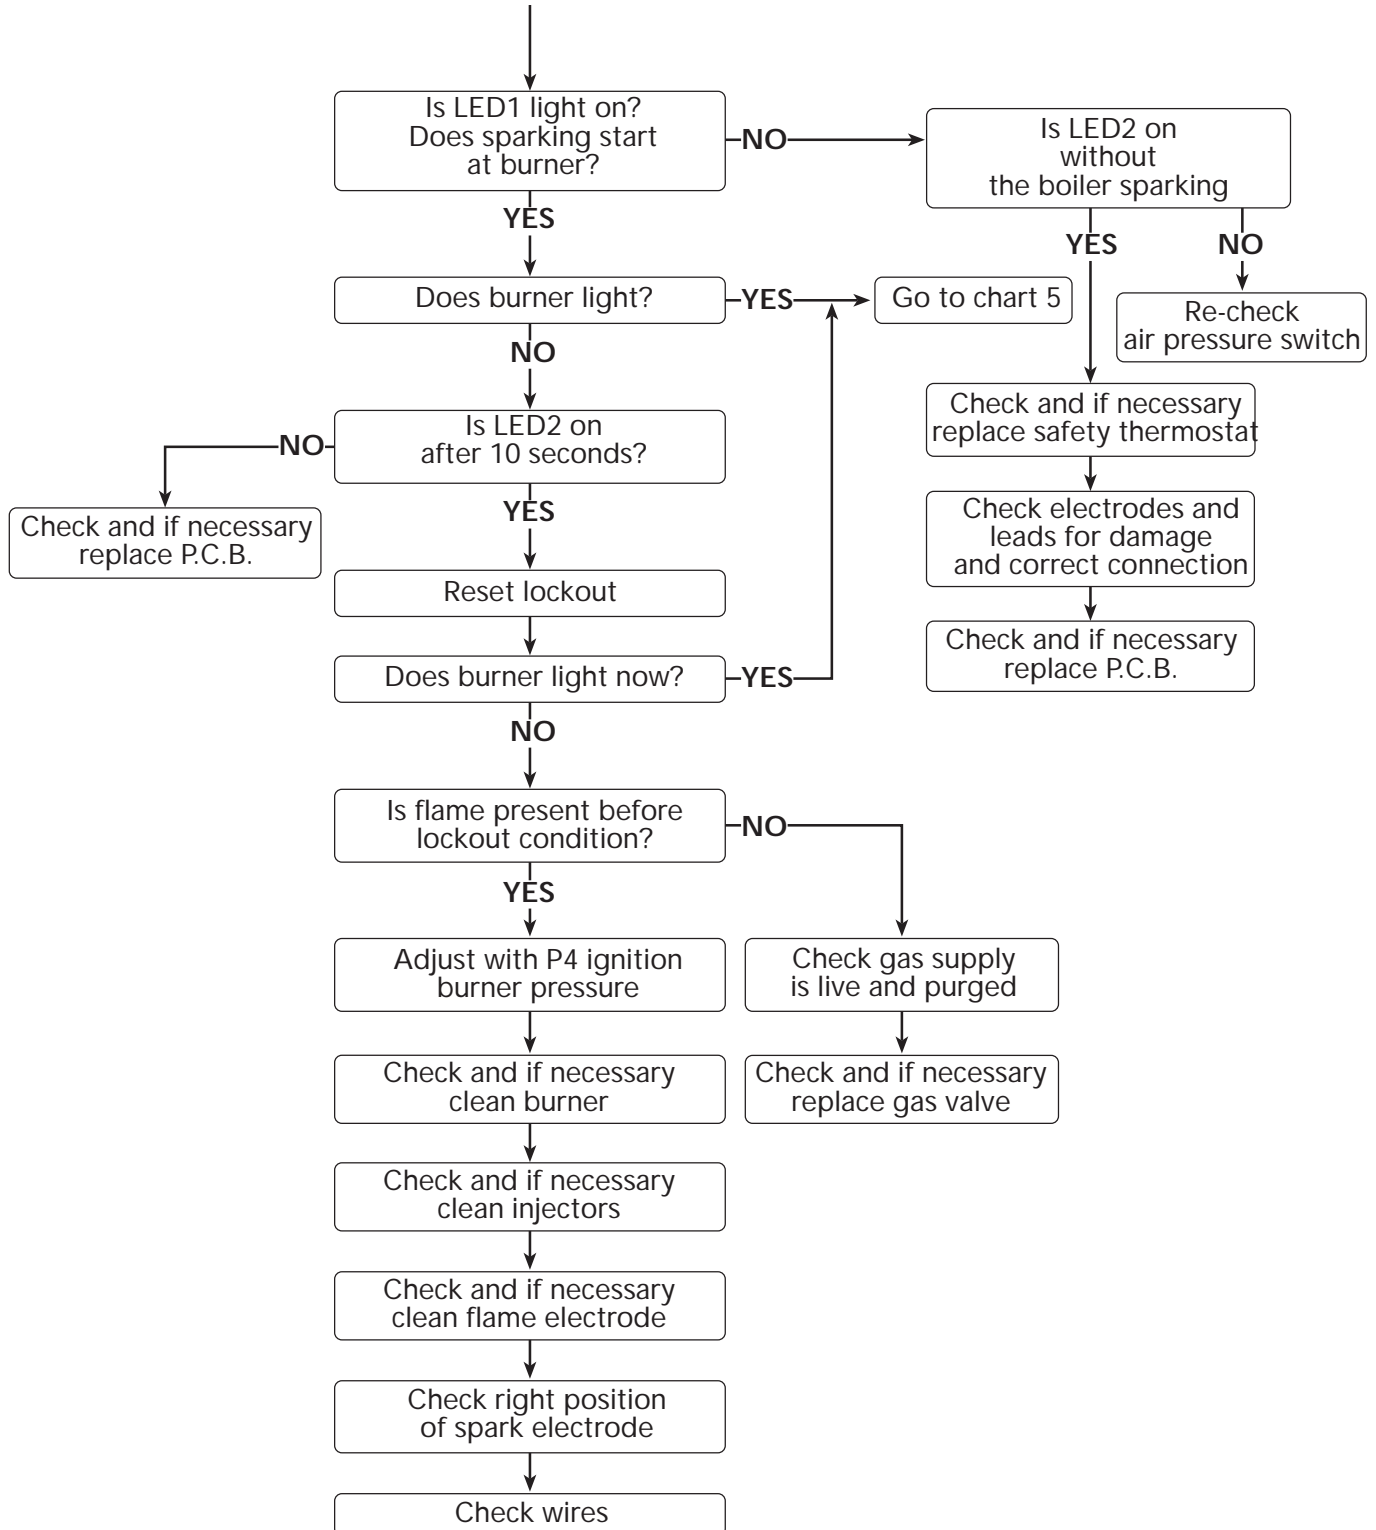 Is LED1 light on?
Does sparking start
at burner?
NO
Is LED2 on
without
the boiler sparking
YES
YES
NO
Does burner light?
YES
Go to chart 5
Re-check
air pressure switch
NO
Check and if necessary
replace safety thermostat
Is LED2 on
after 10 seconds?
NO
YES
Check electrodes and
leads for damage
and correct connection
Check and if necessary
replace P.C.B.
Reset lockout
Check and if necessary
replace P.C.B.
Does burner light now?
YES
NO
Is flame present before
lockout condition?
NO
YES
Adjust with P4 ignition
burner pressure
Check gas supply
is live and purged
Check and if necessary
clean burner
Check and if necessary
replace gas valve
Check and if necessary
clean injectors
Check and if necessary
clean flame electrode
Check right position
of spark electrode
Check wires